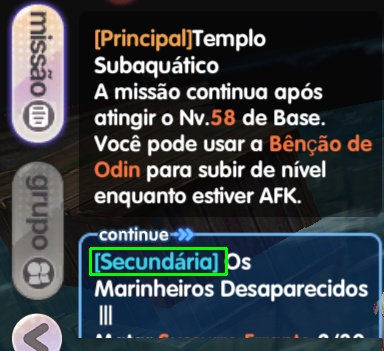 missão
grupo
[Principal]Templo
Subaquático
A missão continua após
atingir o Nv.58 de Base.
Você pode usar a Bênção de
Odin para subir de nível
enquanto estiver AFK.
continue
[Secundária] Os
Marinheiros Desaparecidos
III